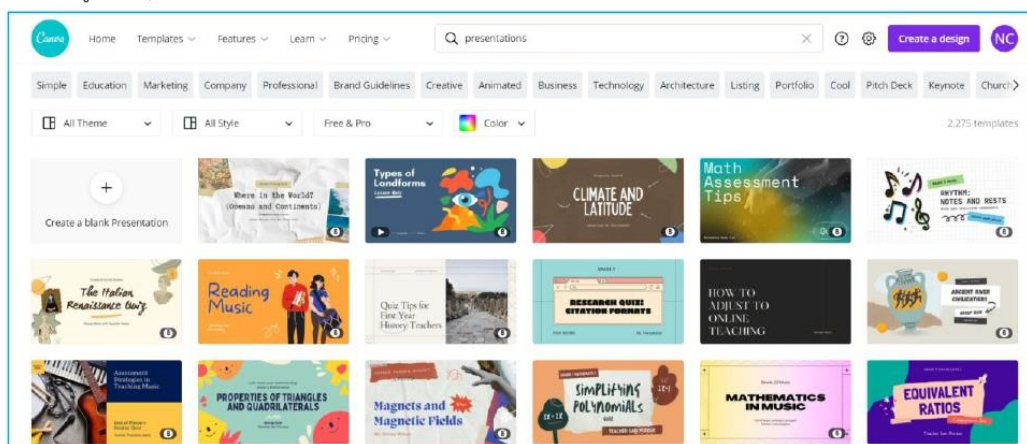 Canva
Home Templates Features Learn Pricing presentations Create a design NC
Simple Education Marketing Company Professional Brand Guidelines Creative Animated Business Technology Architecture Listing Portfolio Cool Pitch Deck Keynote Church
All Theme All Style Free & Pro Color 2,275 templates
Create a blank Presentation
Where in the World?
(Oceans and Continents)
Types of
Landforms
CLIMATE AND
LATITUDE
Math
Assessment
Tips
RHYTHM:
NOTES AND RESTS
The Italian
Renaissance Quiz
Reading
Music
Quiz Tips for
First Year
History Teachers
RESEARCH QUIZ:
CITATION FORMATS
HOW TO
ADJUST TO
ONLINE
TEACHING
ANCIENT RIVER
CIVILIZATIONS
Assessment
Strategies in
Teaching Music
PROPERTIES OF TRIANGLES
AND QUADRILATERALS
Magnets and
Magnetic Fields
SIMPLIFYING
POLYNOMIALS
MATHEMATICS
IN MUSIC
EQUIVALENT
RATIOS